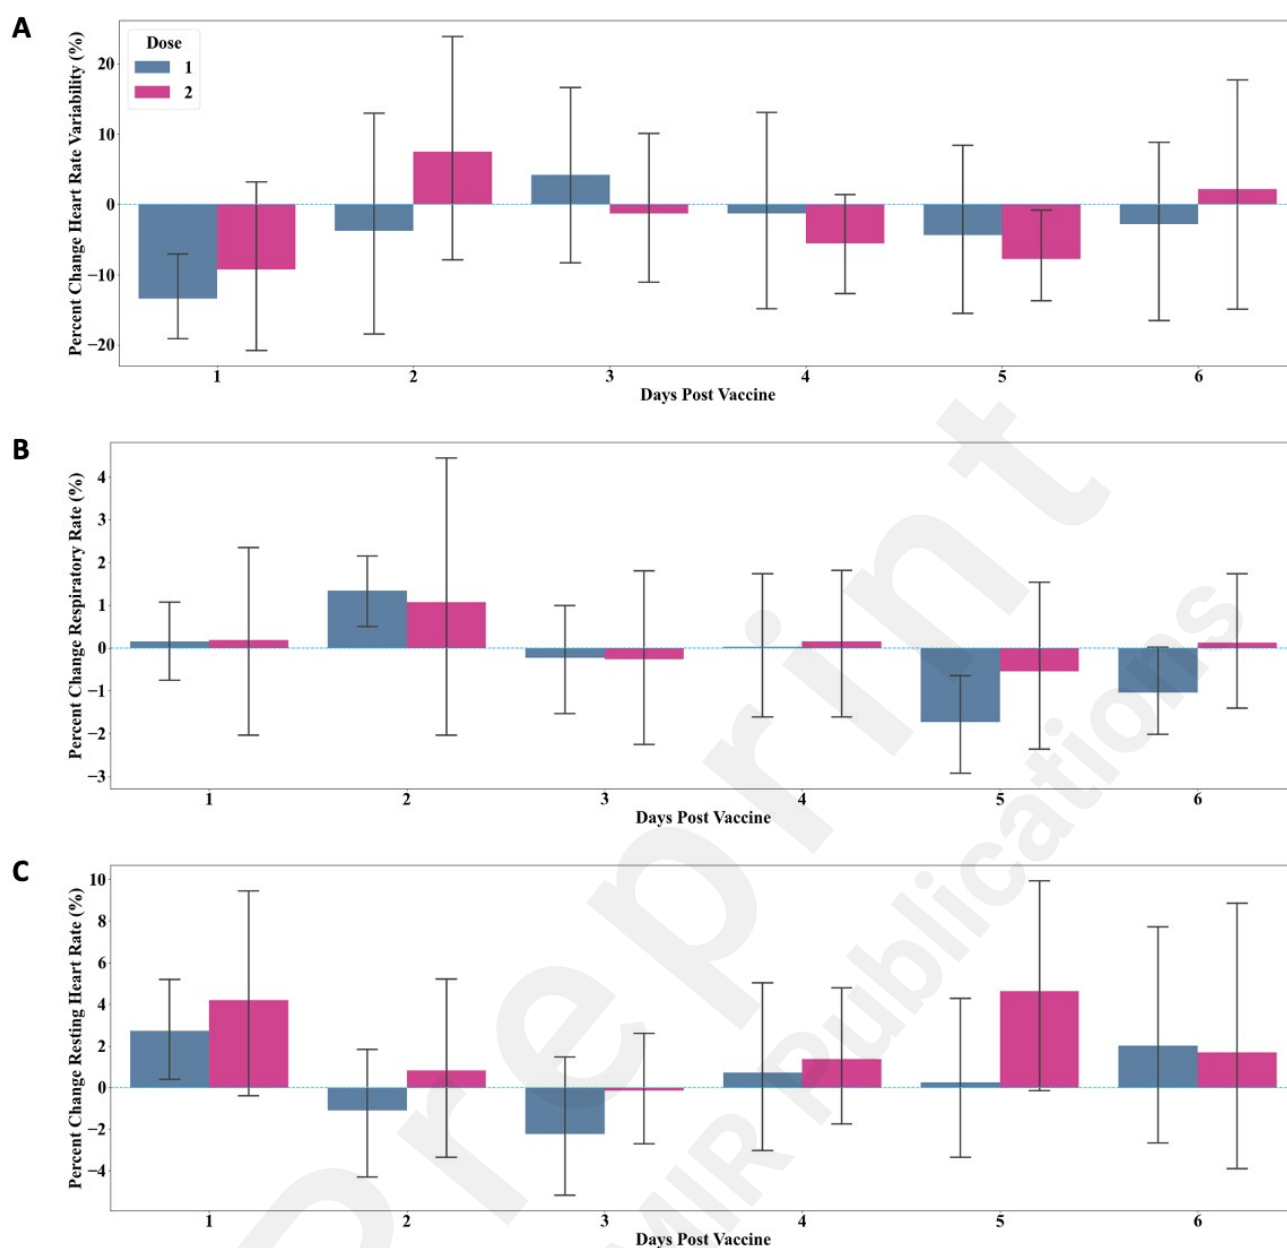 A
Percent Change Heart Rate Variability (%)
Dose
1
2
20
10
0
−10
−20
1 2 3 4 5 6
Days Post Vaccine
B
Percent Change Respiratory Rate (%)
4
3
2
1
0
−1
−2
−3
1 2 3 4 5 6
Days Post Vaccine
C
Percent Change Resting Heart Rate (%)
10
8
6
4
2
0
−2
−4
1 2 3 4 5 6
Days Post Vaccine
Preprint
JMIR Publications